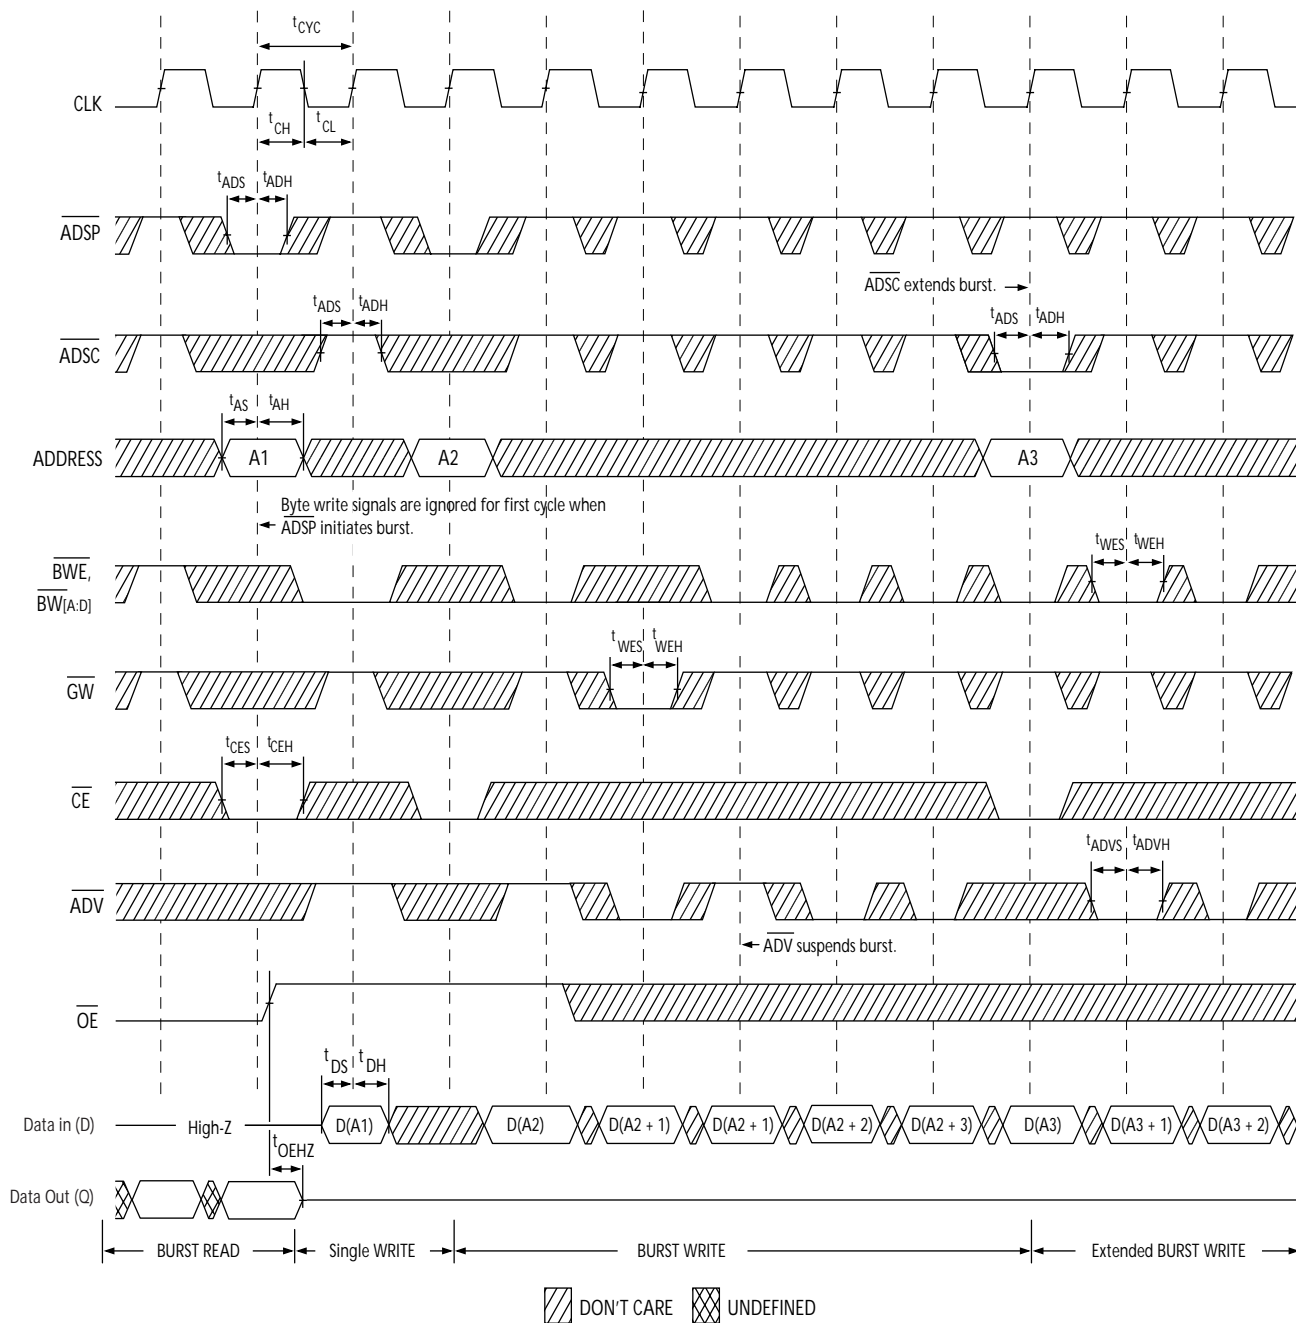 tCYC
CLK
tCH
tCL
tADS
tADH
ADSP
ADSC extends burst.
tADS
tADH
tADS
tADH
ADSC
tAS
tAH
ADDRESS
A1
A2
A3
Byte write signals are ignored for first cycle when
ADSP initiates burst.
tWES
tWEH
BWE,
BW[A:D]
tWES
tWEH
GW
tCES
tCEH
CE
tADVS
tADVH
ADV
ADV suspends burst.
OE
tDS
tDH
Data in (D)
High-Z
D(A1)
D(A2)
D(A2 + 1)
D(A2 + 1)
D(A2 + 2)
D(A2 + 3)
D(A3)
D(A3 + 1)
D(A3 + 2)
tOEHZ
Data Out (Q)
BURST READ
Single WRITE
BURST WRITE
Extended BURST WRITE
DON'T CARE
UNDEFINED